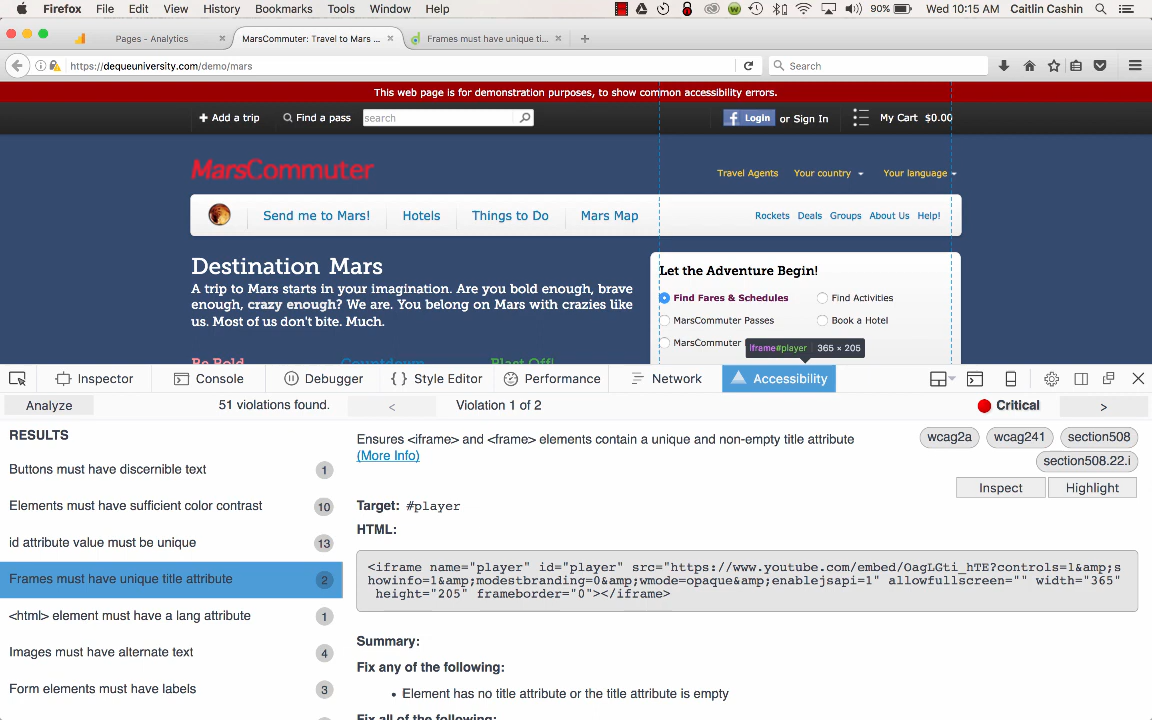 Firefox File Edit View History Bookmarks Tools Window Help 90% Wed 10:15 AM Caitlin Cashin
Pages - Analytics MarsCommuter: Travel to Mars ... Frames must have unique ti...
https://dequeuniversity.com/demo/mars Search
This web page is for demonstration purposes, to show common accessibility errors.
Add a trip Find a pass search f Login or Sign In My Cart $0.00
MarsCommuter
Travel Agents Your country Your language
Send me to Mars! Hotels Things to Do Mars Map Rockets Deals Groups About Us Help!
Destination Mars
A trip to Mars starts in your imagination. Are you bold enough, brave
enough, crazy enough? We are. You belong on Mars with crazies like
us. Most of us don't bite. Much.
Be Bold Countdown Blast Off!
Let the Adventure Begin!
Find Fares & Schedules Find Activities
MarsCommuter Passes Book a Hotel
MarsCommuter
iframe#player 365 × 205
Inspector Console Debugger Style Editor Performance Network Accessibility
Analyze 51 violations found. < Violation 1 of 2 Critical >
RESULTS
Buttons must have discernible text 1
Elements must have sufficient color contrast 10
id attribute value must be unique 13
Frames must have unique title attribute 2
<html> element must have a lang attribute 1
Images must have alternate text 4
Form elements must have labels 3
Ensures <iframe> and <frame> elements contain a unique and non-empty title attribute
(More Info)
wcag2a wcag241 section508
section508.22.i
Inspect Highlight
Target: #player
HTML:
<iframe name="player" id="player" src="https://www.youtube.com/embed/OagLGti_hTE?controls=1&amp;s
howinfo=1&amp;modestbranding=0&amp;wmode=opaque&amp;enablejsapi=1" allowfullscreen="" width="365"
height="205" frameborder="0"></iframe>
Summary:
Fix any of the following:
• Element has no title attribute or the title attribute is empty
Fix all of the following: